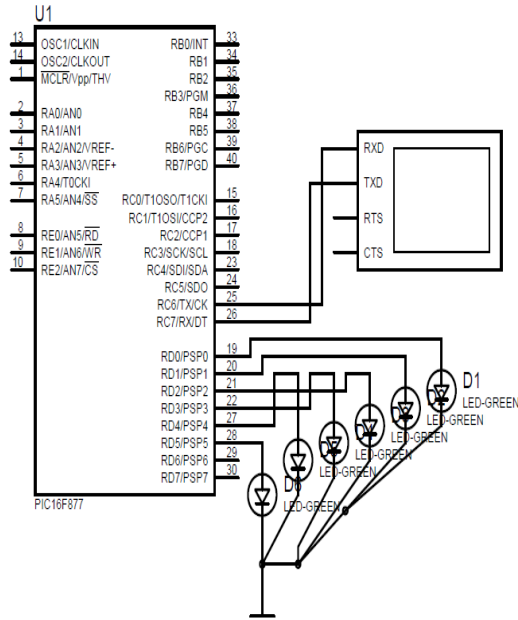 U1
13 OSC1/CLKIN RB0/INT 33
14 OSC2/CLKOUT RB1 34
1 MCLR/Vpp/THV RB2 35
RB3/PGM 36
2 RA0/AN0 RB4 37
3 RA1/AN1 RB5 38
4 RA2/AN2/VREF- RB6/PGC 39
5 RA3/AN3/VREF+ RB7/PGD 40
6 RA4/T0CKI
7 RA5/AN4/SS RC0/T1OSO/T1CKI 15
RC1/T1OSI/CCP2 16
8 RE0/AN5/RD RC2/CCP1 17
9 RE1/AN6/WR RC3/SCK/SCL 18
10 RE2/AN7/CS RC4/SDI/SDA 23
RC5/SDO 24
RC6/TX/CK 25
RC7/RX/DT 26
RD0/PSP0 19
RD1/PSP1 20
RD2/PSP2 21
RD3/PSP3 22
RD4/PSP4 27
RD5/PSP5 28
RD6/PSP6 29
RD7/PSP7 30
PIC16F877
RXD
TXD
RTS
CTS
D1
LED-GREEN
LED-GREEN
LED-GREEN
LED-GREEN
LED-GREEN